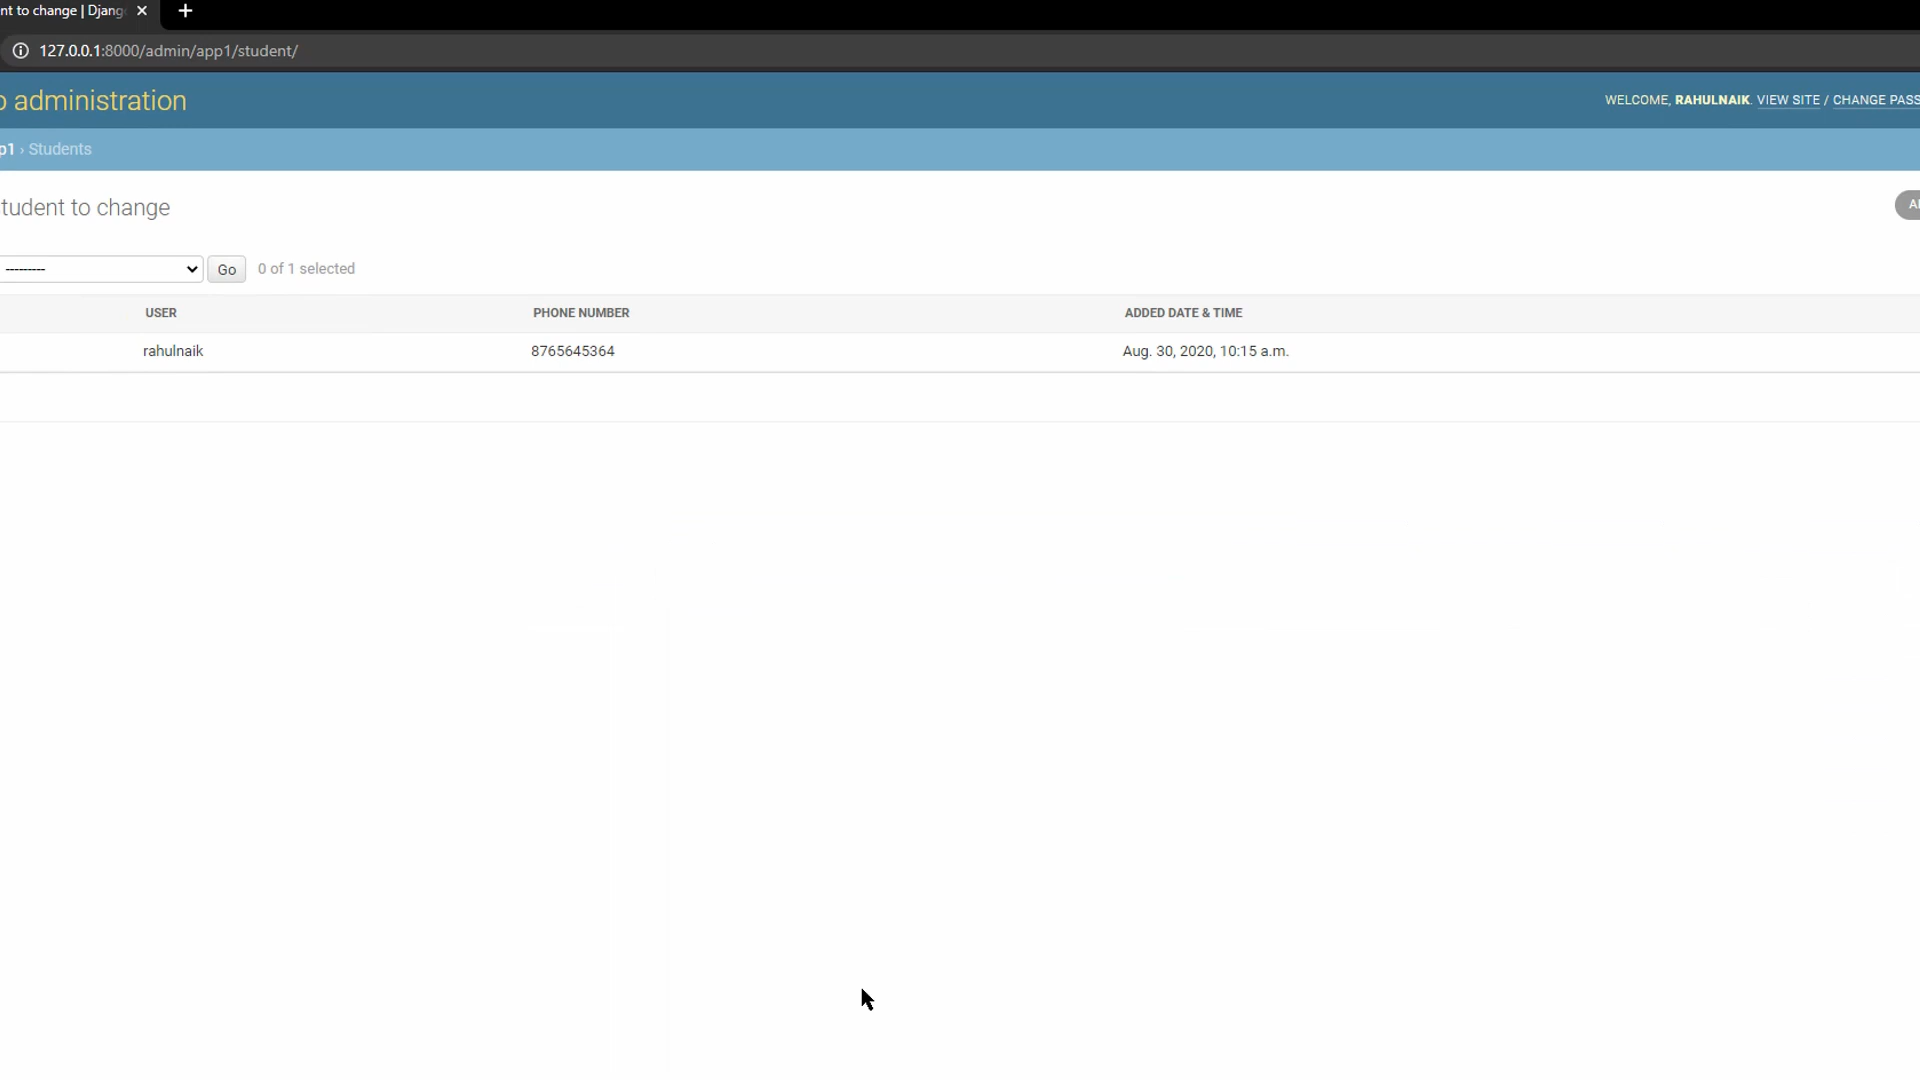 nt to change | Djang
127.0.0.1:8000/admin/app1/student/
o administration
WELCOME, RAHULNAIK. VIEW SITE / CHANGE PASS
p1 › Students
tudent to change
---------
Go
0 of 1 selected
USER PHONE NUMBER ADDED DATE & TIME
rahulnaik 8765645364 Aug. 30, 2020, 10:15 a.m.